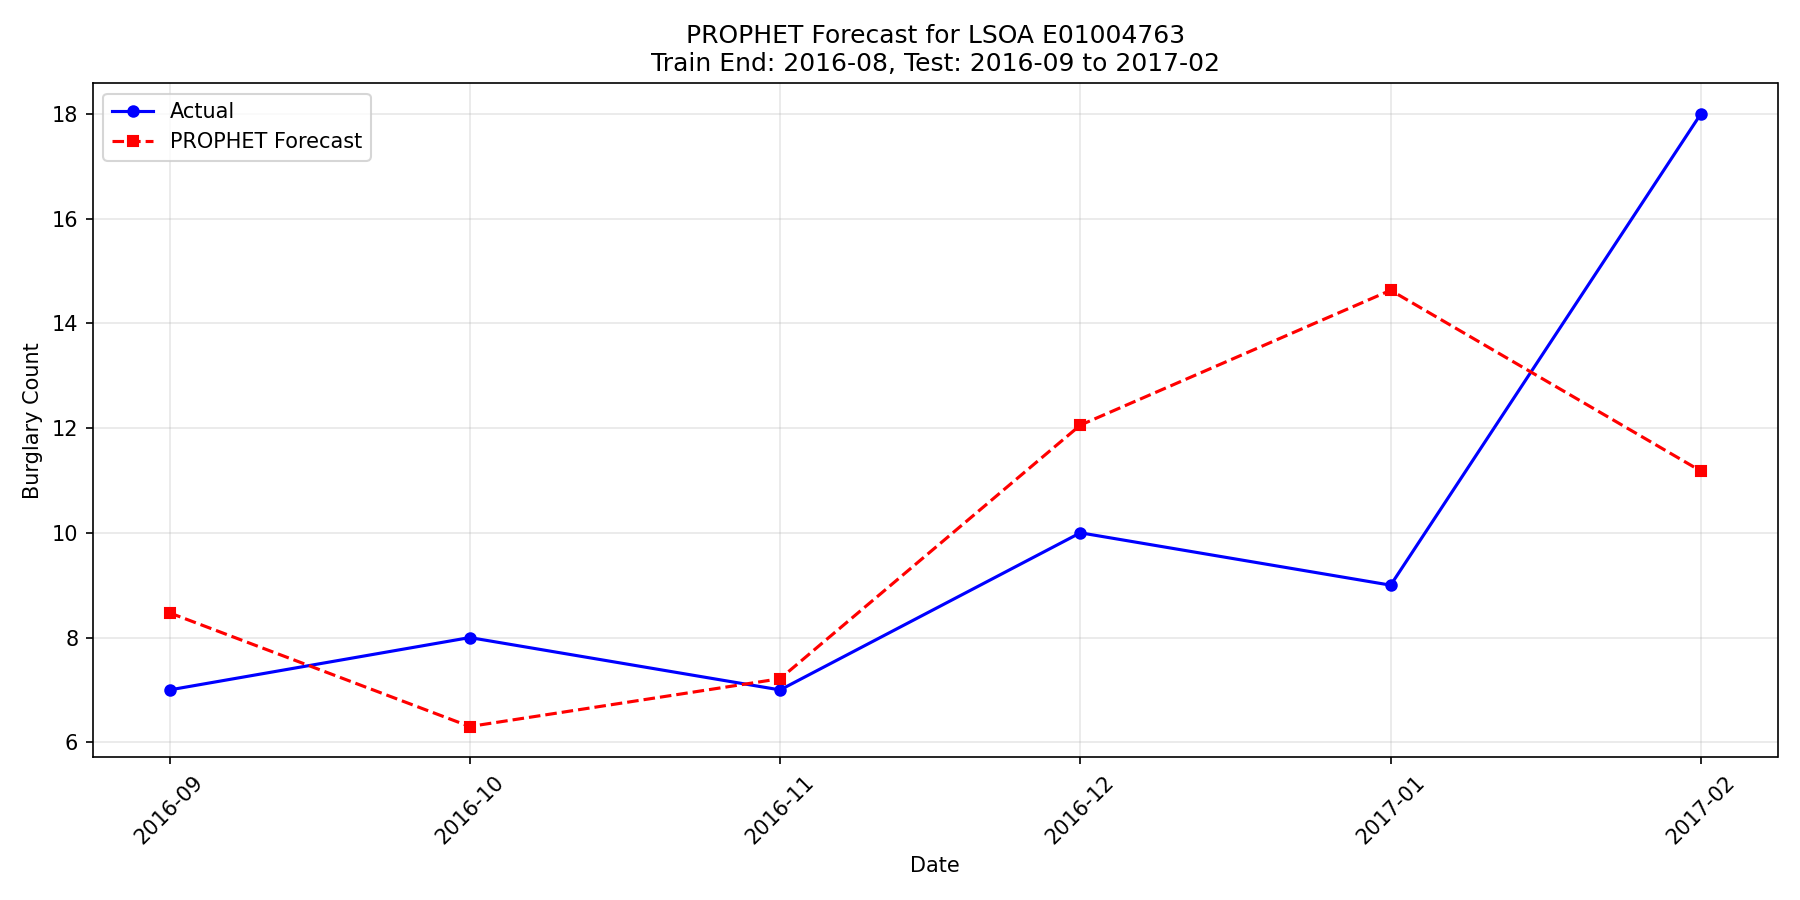 PROPHET Forecast for LSOA E01004763
Train End: 2016-08, Test: 2016-09 to 2017-02
Actual
PROPHET Forecast
Burglary Count
18
16
14
12
10
8
6
2016-09
2016-10
2016-11
2016-12
2017-01
2017-02
Date